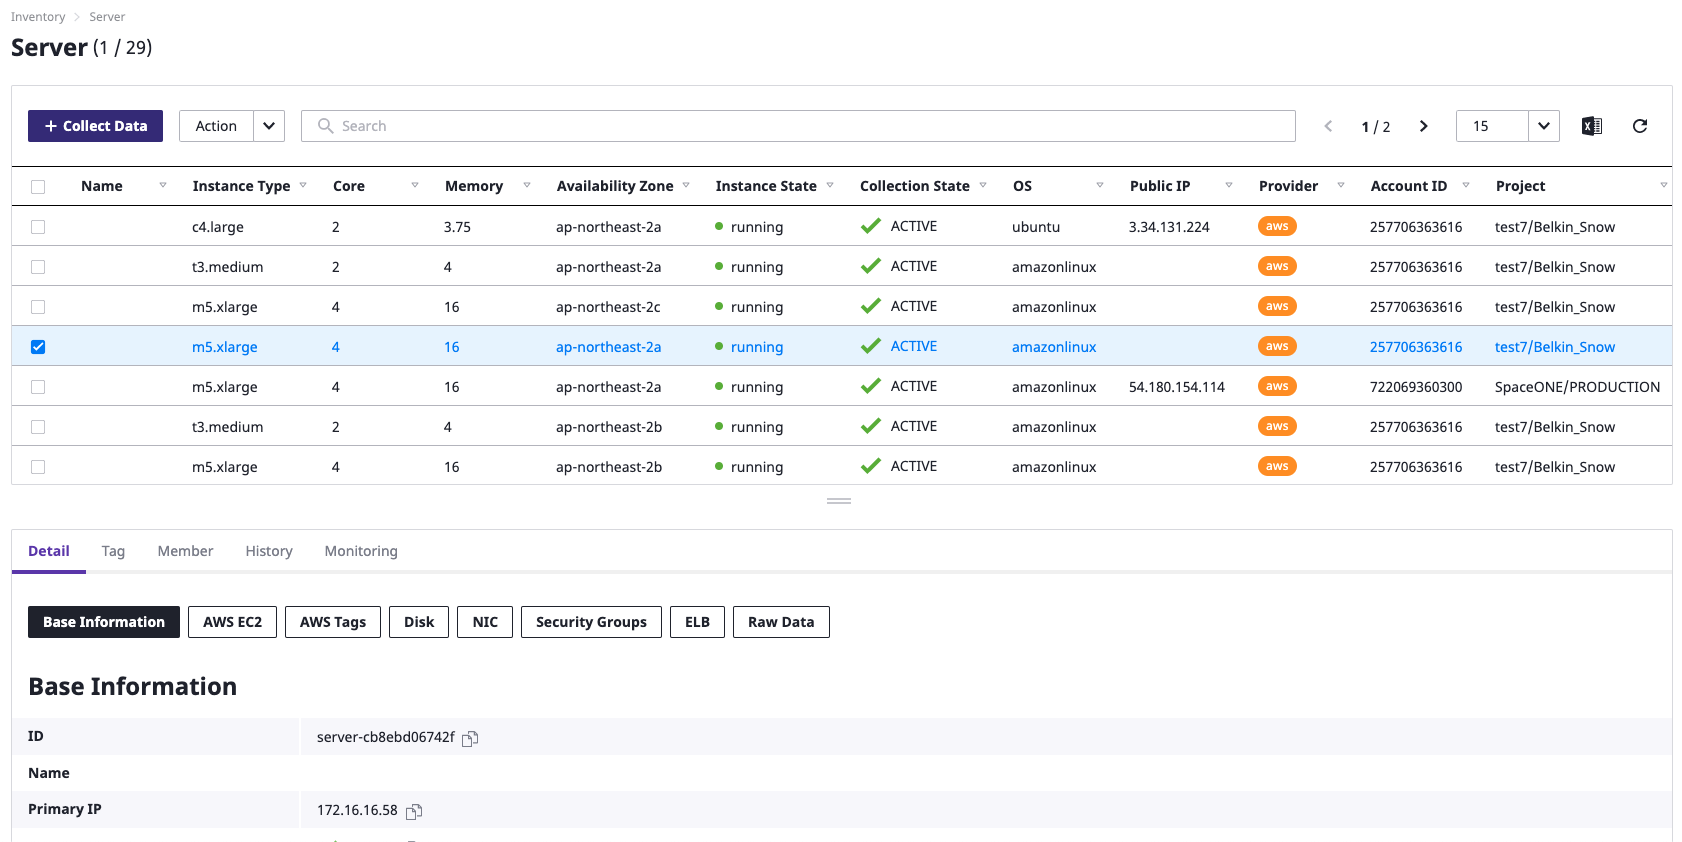 Inventory > Server
Server (1 / 29)
+ Collect Data Action Search 1 / 2 15
Name Instance Type Core Memory Availability Zone Instance State Collection State OS Public IP Provider Account ID Project
c4.large 2 3.75 ap-northeast-2a running ACTIVE ubuntu 3.34.131.224 aws 257706363616 test7/Belkin_Snow
t3.medium 2 4 ap-northeast-2a running ACTIVE amazonlinux aws 257706363616 test7/Belkin_Snow
m5.xlarge 4 16 ap-northeast-2c running ACTIVE amazonlinux aws 257706363616 test7/Belkin_Snow
m5.xlarge 4 16 ap-northeast-2a running ACTIVE amazonlinux aws 257706363616 test7/Belkin_Snow
m5.xlarge 4 16 ap-northeast-2a running ACTIVE amazonlinux 54.180.154.114 aws 722069360300 SpaceONE/PRODUCTION
t3.medium 2 4 ap-northeast-2b running ACTIVE amazonlinux aws 257706363616 test7/Belkin_Snow
m5.xlarge 4 16 ap-northeast-2b running ACTIVE amazonlinux aws 257706363616 test7/Belkin_Snow
Detail Tag Member History Monitoring
Base Information AWS EC2 AWS Tags Disk NIC Security Groups ELB Raw Data
Base Information
ID server-cb8ebd06742f
Name
Primary IP 172.16.16.58